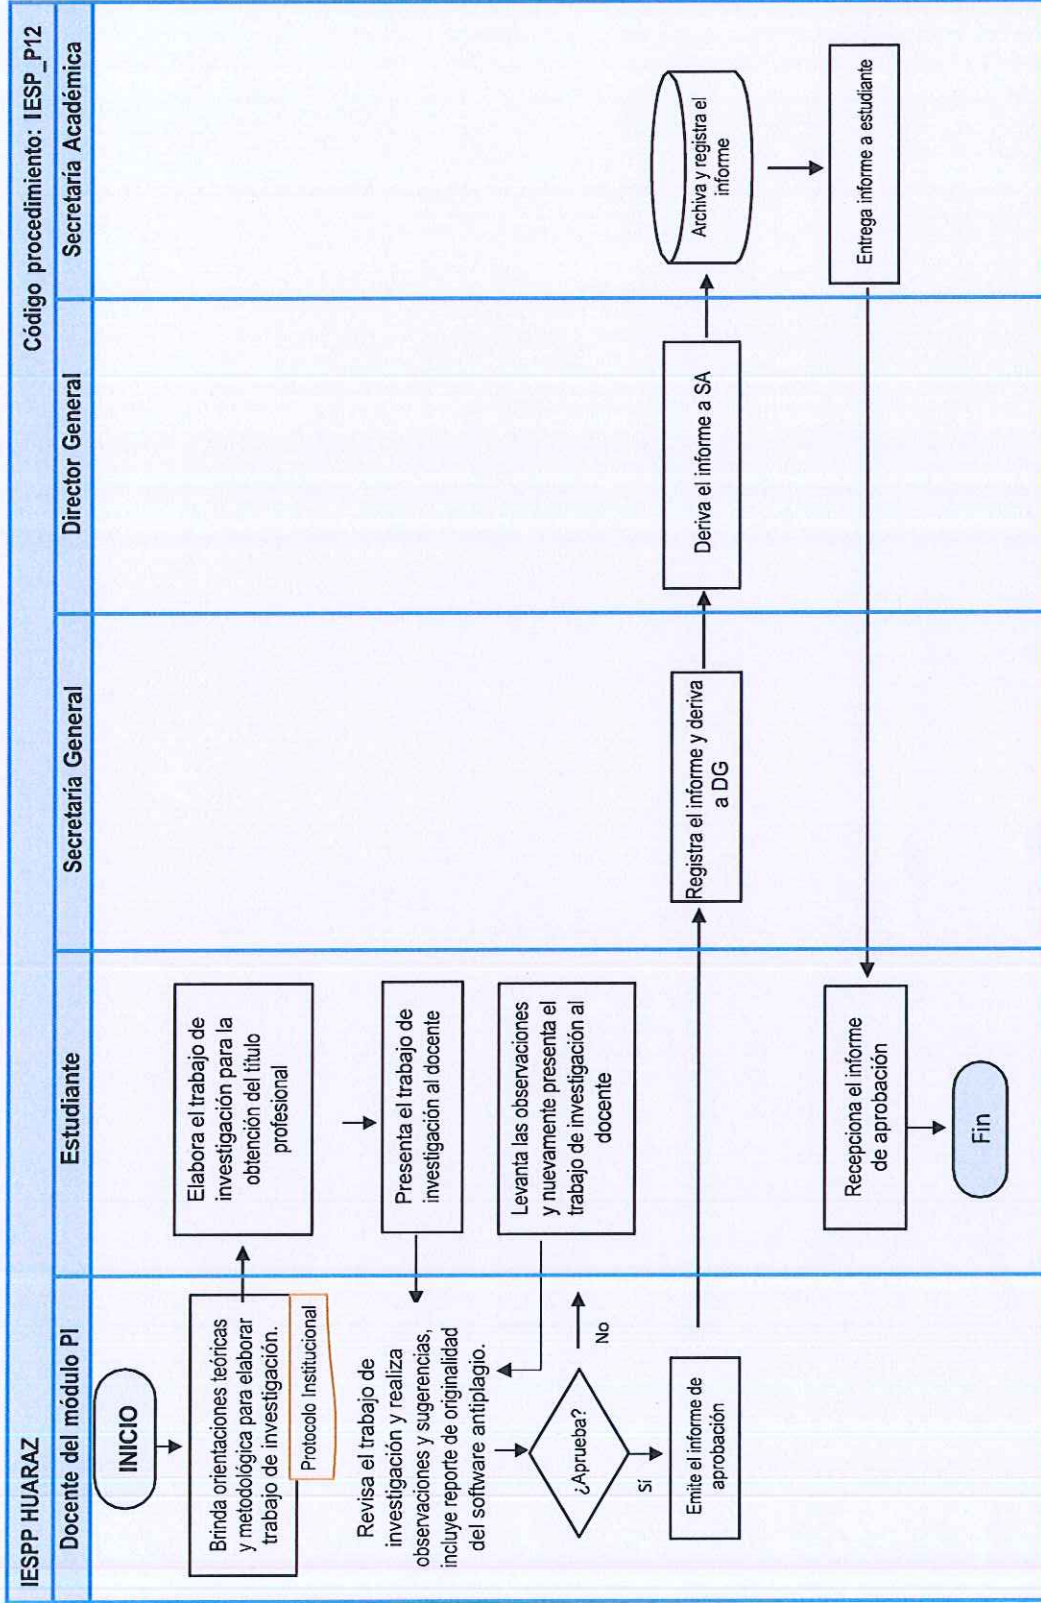 IESPP HUARAZ
Código procedimiento: IESP_P12
Docente del módulo PI
Estudiante
Secretaría General
Director General
Secretaría Académica
INICIO
Brinda orientaciones teóricas
y metodológica para elaborar
trabajo de investigación.
Protocolo Institucional
Elabora el trabajo de
investigación para la
obtención del título
profesional
Presenta el trabajo de
investigación al docente
Revisa el trabajo de
investigación y realiza
observaciones y sugerencias,
incluye reporte de originalidad
del software antiplagio.
Levanta las observaciones
y nuevamente presenta el
trabajo de investigación al
docente
¿Aprueba?
No
Sí
Emite el informe de
aprobación
Registra el informe y deriva
a DG
Deriva el informe a SA
Archiva y registra el
informe
Entrega informe a estudiante
Recepciona el informe
de aprobación
Fin